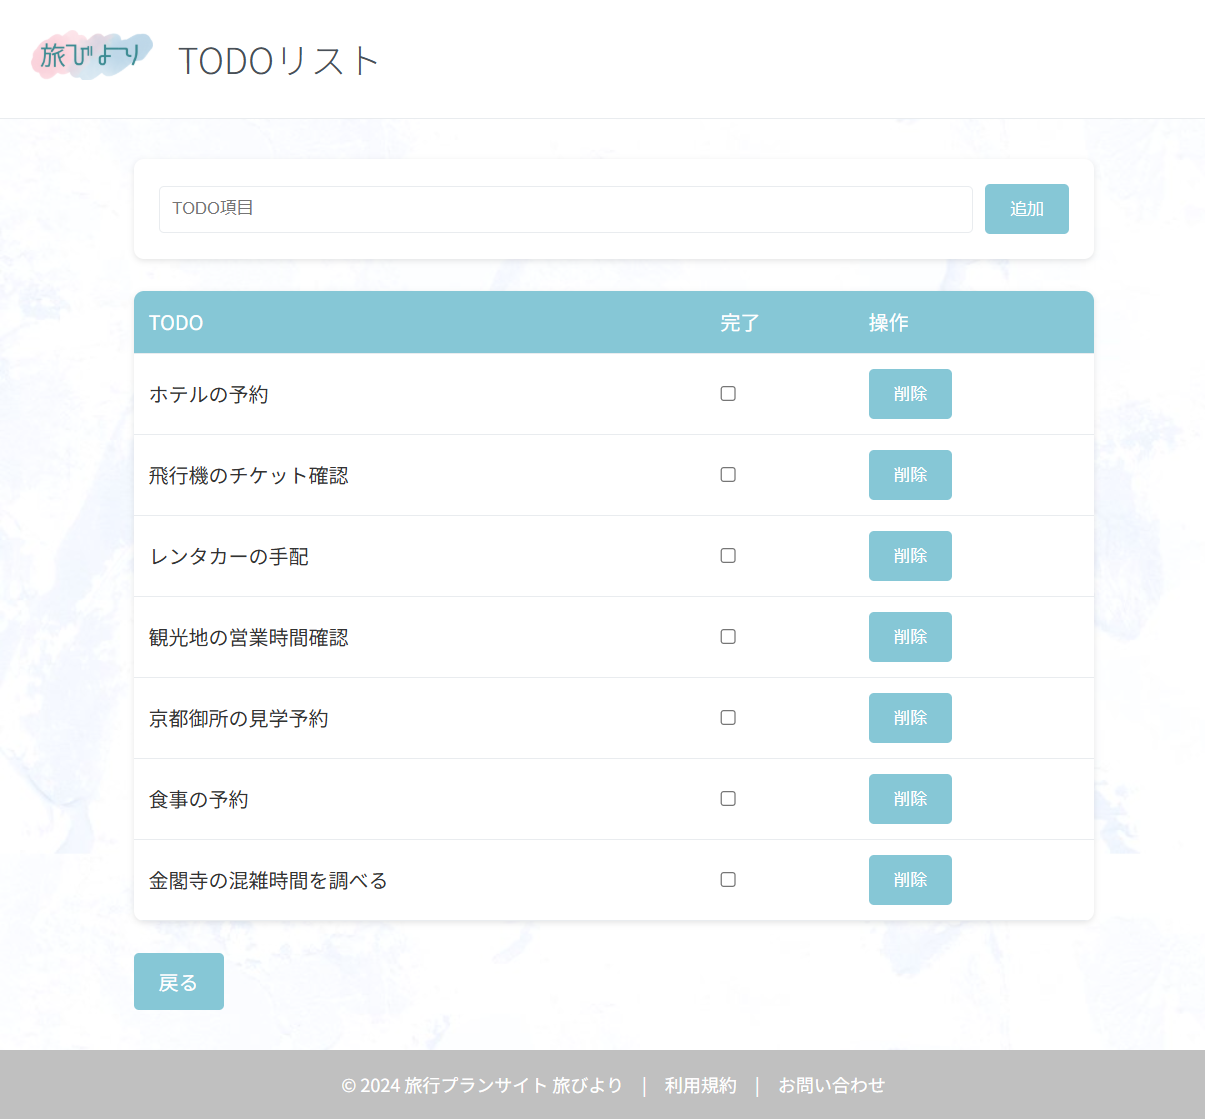 旅びより TODOリスト
TODO項目 追加
TODO 完了 操作
ホテルの予約 削除
飛行機のチケット確認 削除
レンタカーの手配 削除
観光地の営業時間確認 削除
京都御所の見学予約 削除
食事の予約 削除
金閣寺の混雑時間を調べる 削除
戻る
© 2024 旅行プランサイト 旅びより | 利用規約 | お問い合わせ